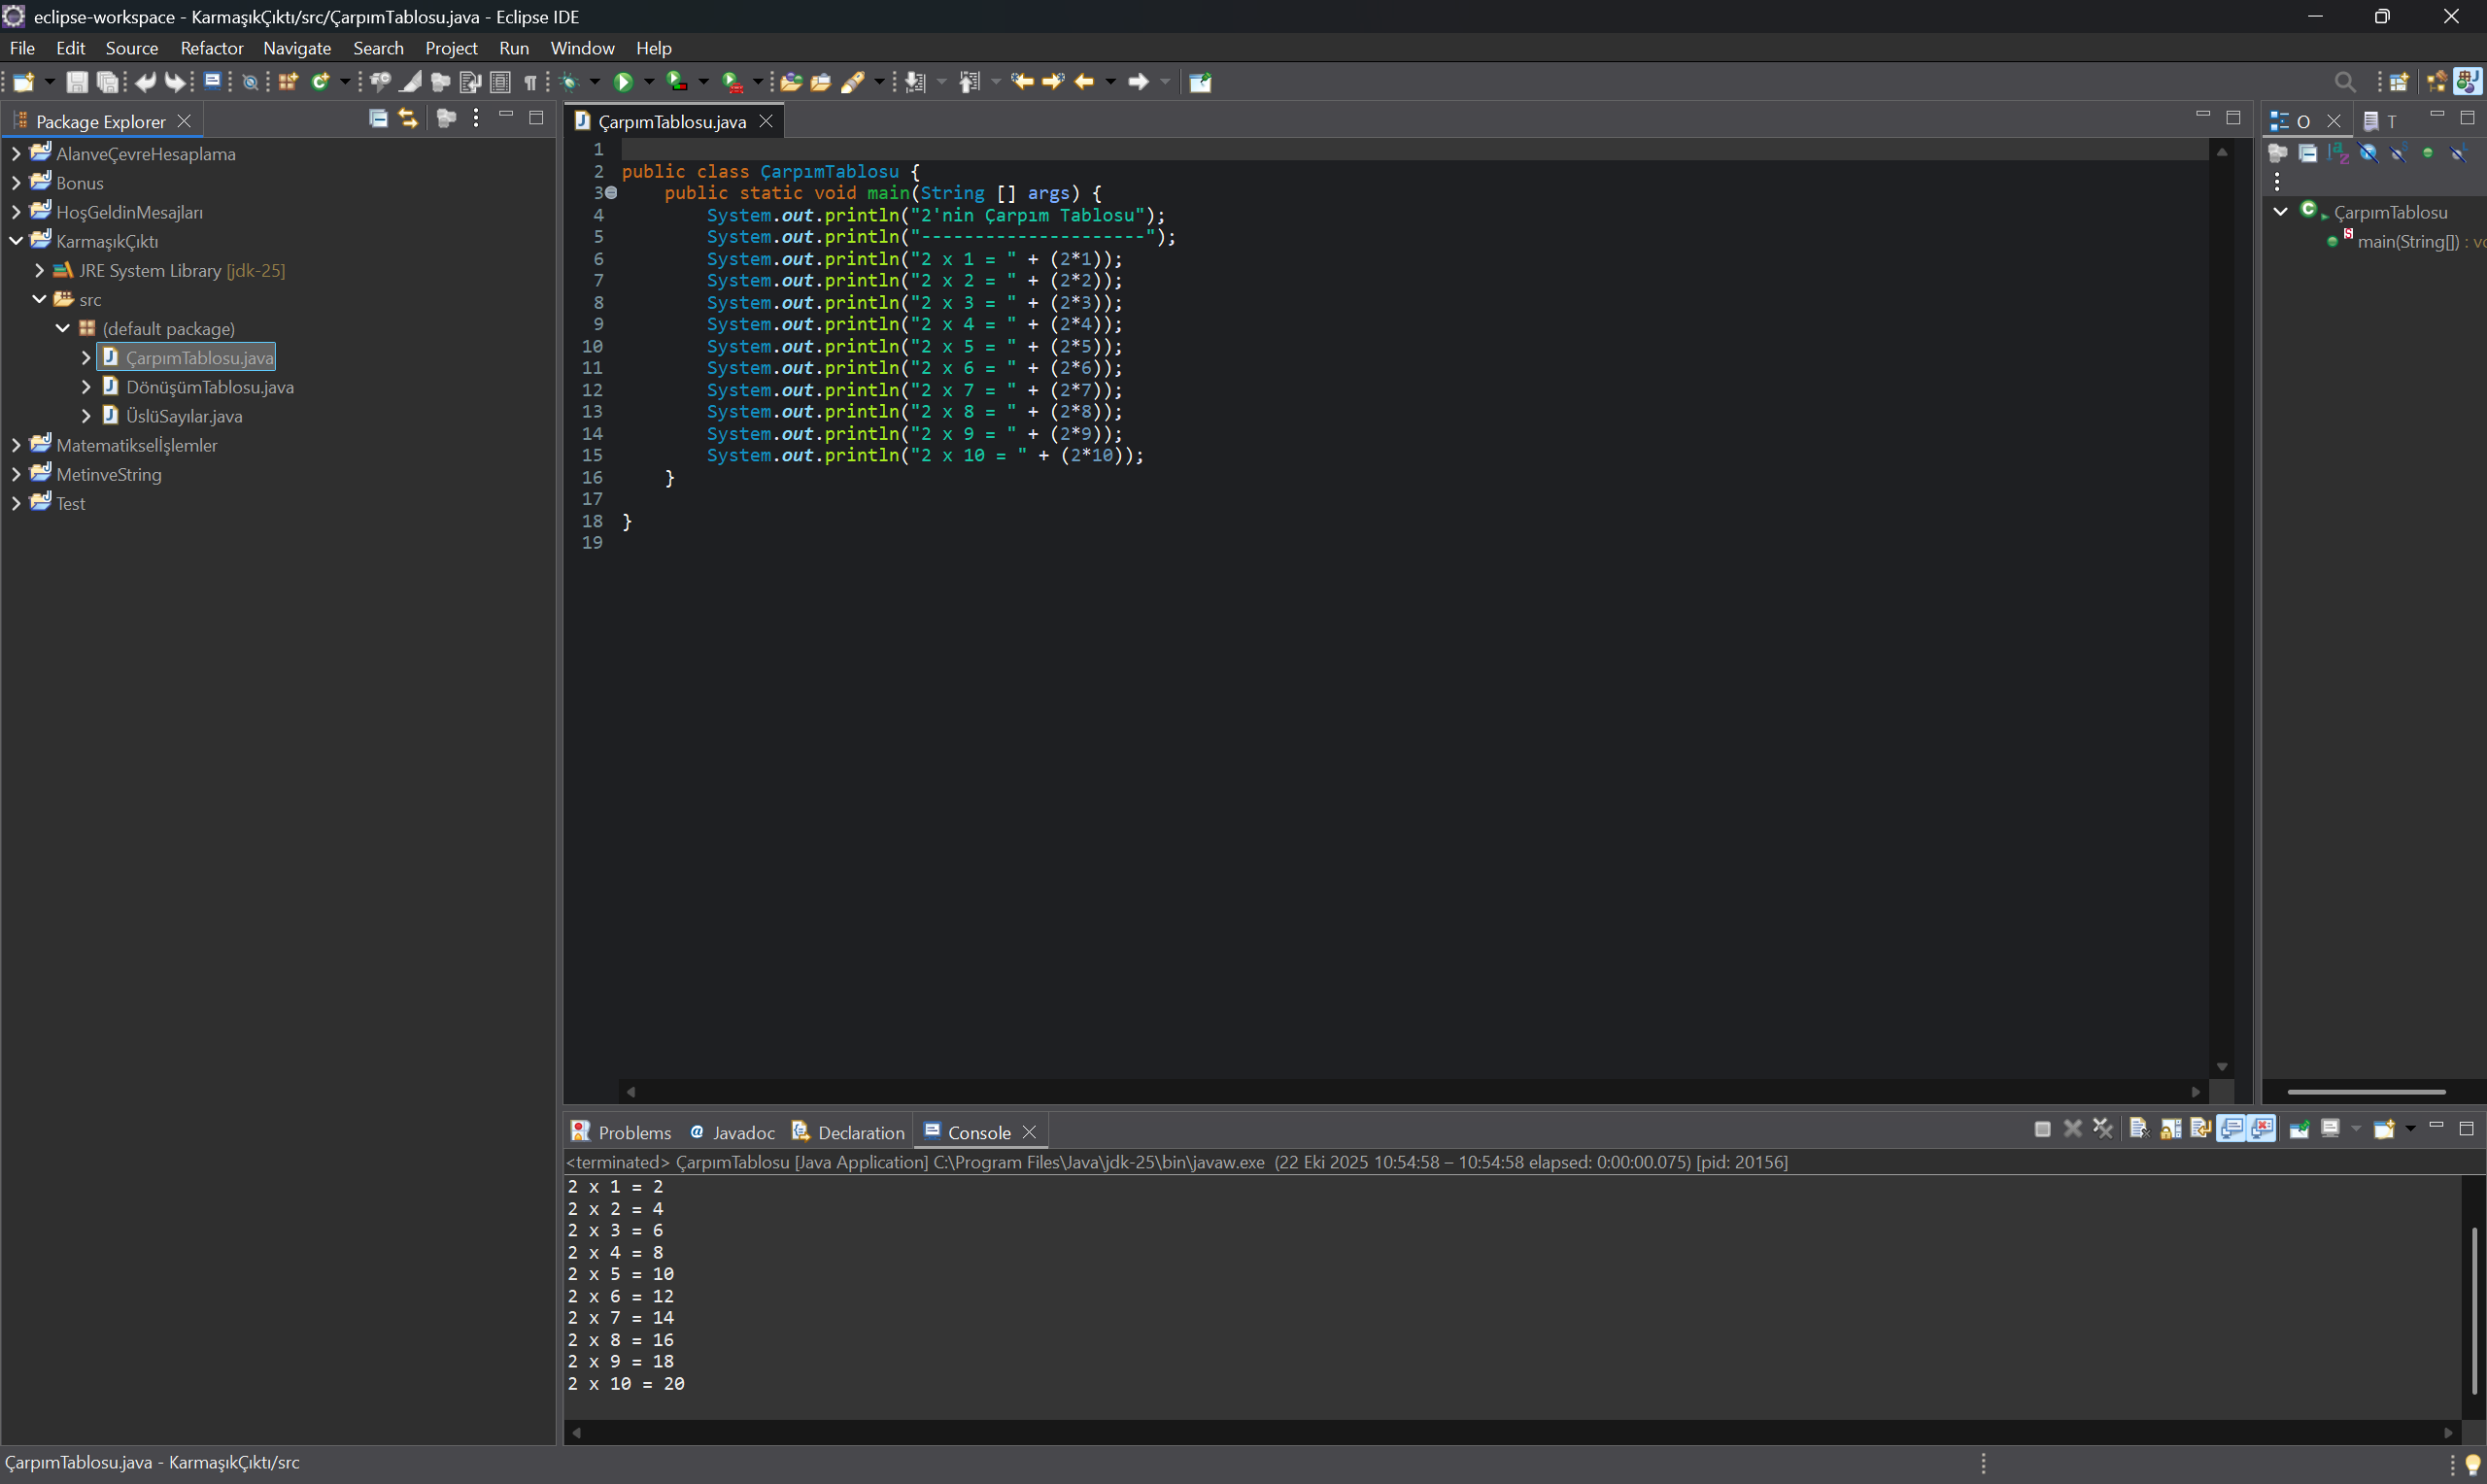 eclipse-workspace - KarmaşıkÇıktı/src/ÇarpımTablosu.java - Eclipse IDE
File Edit Source Refactor Navigate Search Project Run Window Help
Package Explorer
AlanveÇevreHesaplama
Bonus
HoşGeldinMesajları
KarmaşıkÇıktı
JRE System Library [jdk-25]
src
(default package)
ÇarpımTablosu.java
DönüşümTablosu.java
ÜslüSayılar.java
Matematikselİşlemler
MetinveString
Test
ÇarpımTablosu.java
1
2 public class ÇarpımTablosu {
3 public static void main(String [] args) {
4 System.out.println("2'nin Çarpım Tablosu");
5 System.out.println("---------------------");
6 System.out.println("2 x 1 = " + (2*1));
7 System.out.println("2 x 2 = " + (2*2));
8 System.out.println("2 x 3 = " + (2*3));
9 System.out.println("2 x 4 = " + (2*4));
10 System.out.println("2 x 5 = " + (2*5));
11 System.out.println("2 x 6 = " + (2*6));
12 System.out.println("2 x 7 = " + (2*7));
13 System.out.println("2 x 8 = " + (2*8));
14 System.out.println("2 x 9 = " + (2*9));
15 System.out.println("2 x 10 = " + (2*10));
16 }
17
18 }
19
O T
ÇarpımTablosu
main(String[]) : vo
Problems Javadoc Declaration Console
<terminated> ÇarpımTablosu [Java Application] C:\Program Files\Java\jdk-25\bin\javaw.exe (22 Eki 2025 10:54:58 – 10:54:58 elapsed: 0:00:00.075) [pid: 20156]
2 x 1 = 2
2 x 2 = 4
2 x 3 = 6
2 x 4 = 8
2 x 5 = 10
2 x 6 = 12
2 x 7 = 14
2 x 8 = 16
2 x 9 = 18
2 x 10 = 20
ÇarpımTablosu.java - KarmaşıkÇıktı/src